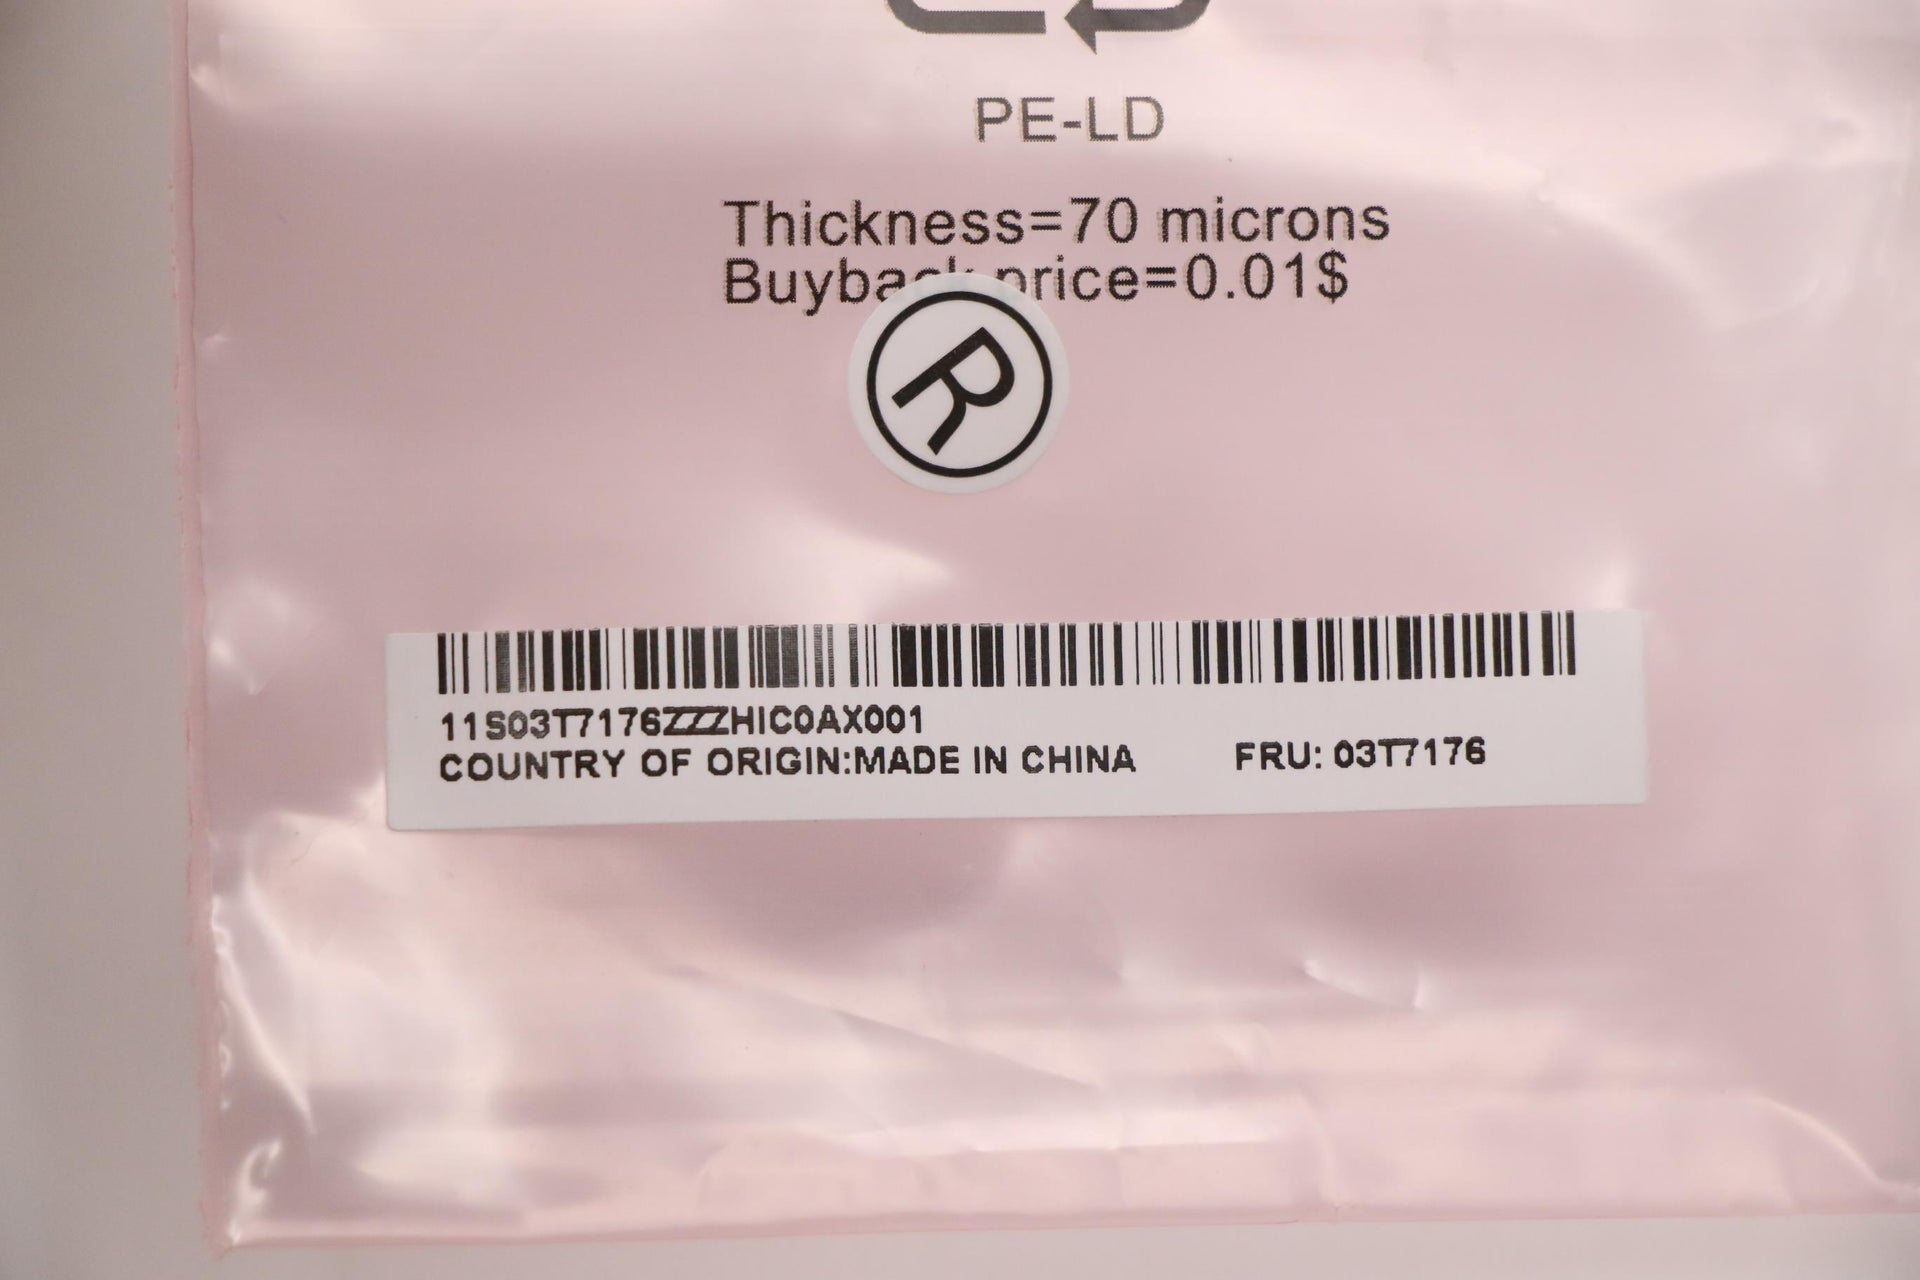 PE-LD
Thickness=70 microns
Buyback price=0.01$
R
11S03T7176ZZZHIC0AX001
COUNTRY OF ORIGIN:MADE IN CHINA FRU: 03T7176